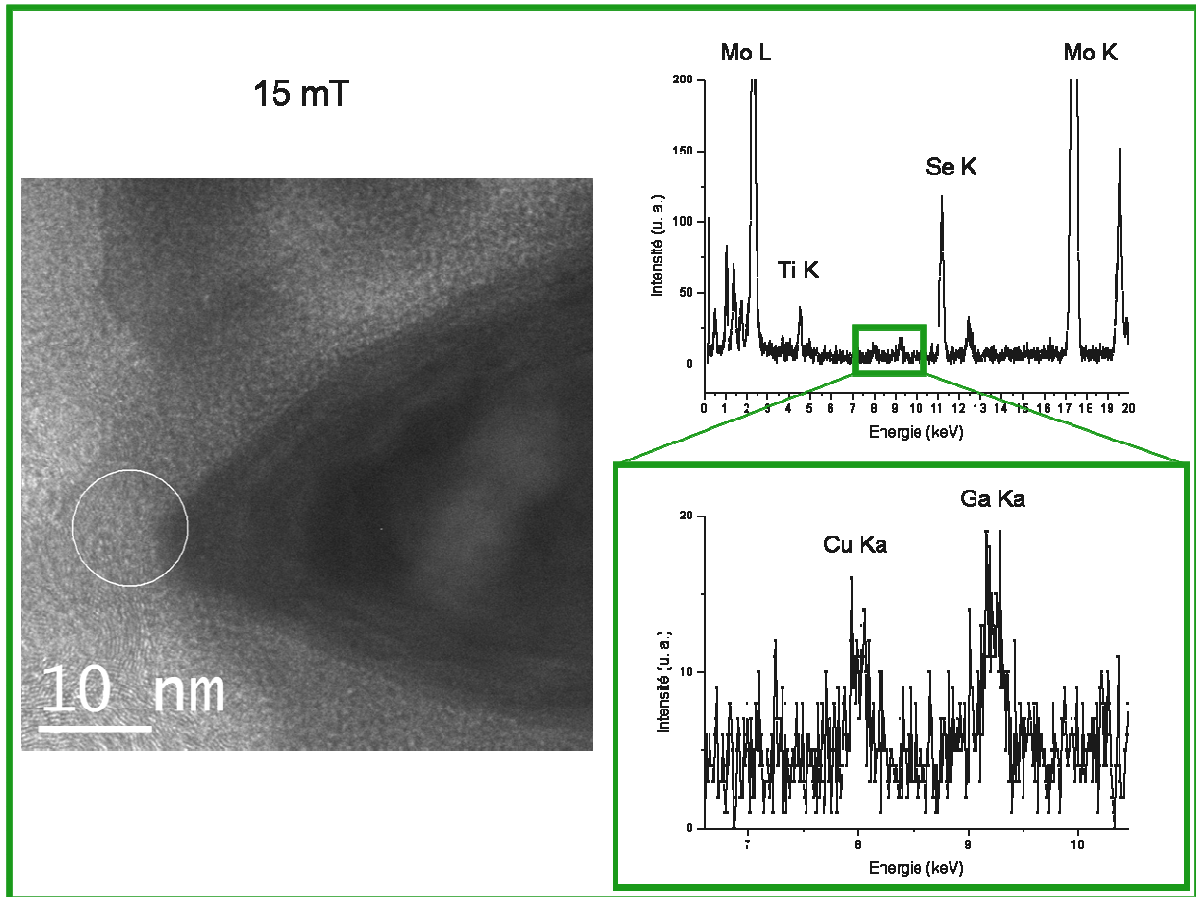 15 mT
10 nm
Mo L
Mo K
Se K
Ti K
Intensité (u. a.)
200
150
100
50
0
0 1 2 3 4 5 6 7 8 9 10 11 12 13 14 15 16 17 18 19 20
Energie (keV)
Ga Ka
Cu Ka
Intensité (u. a.)
20
10
0
7 8 9 10
Energie (keV)